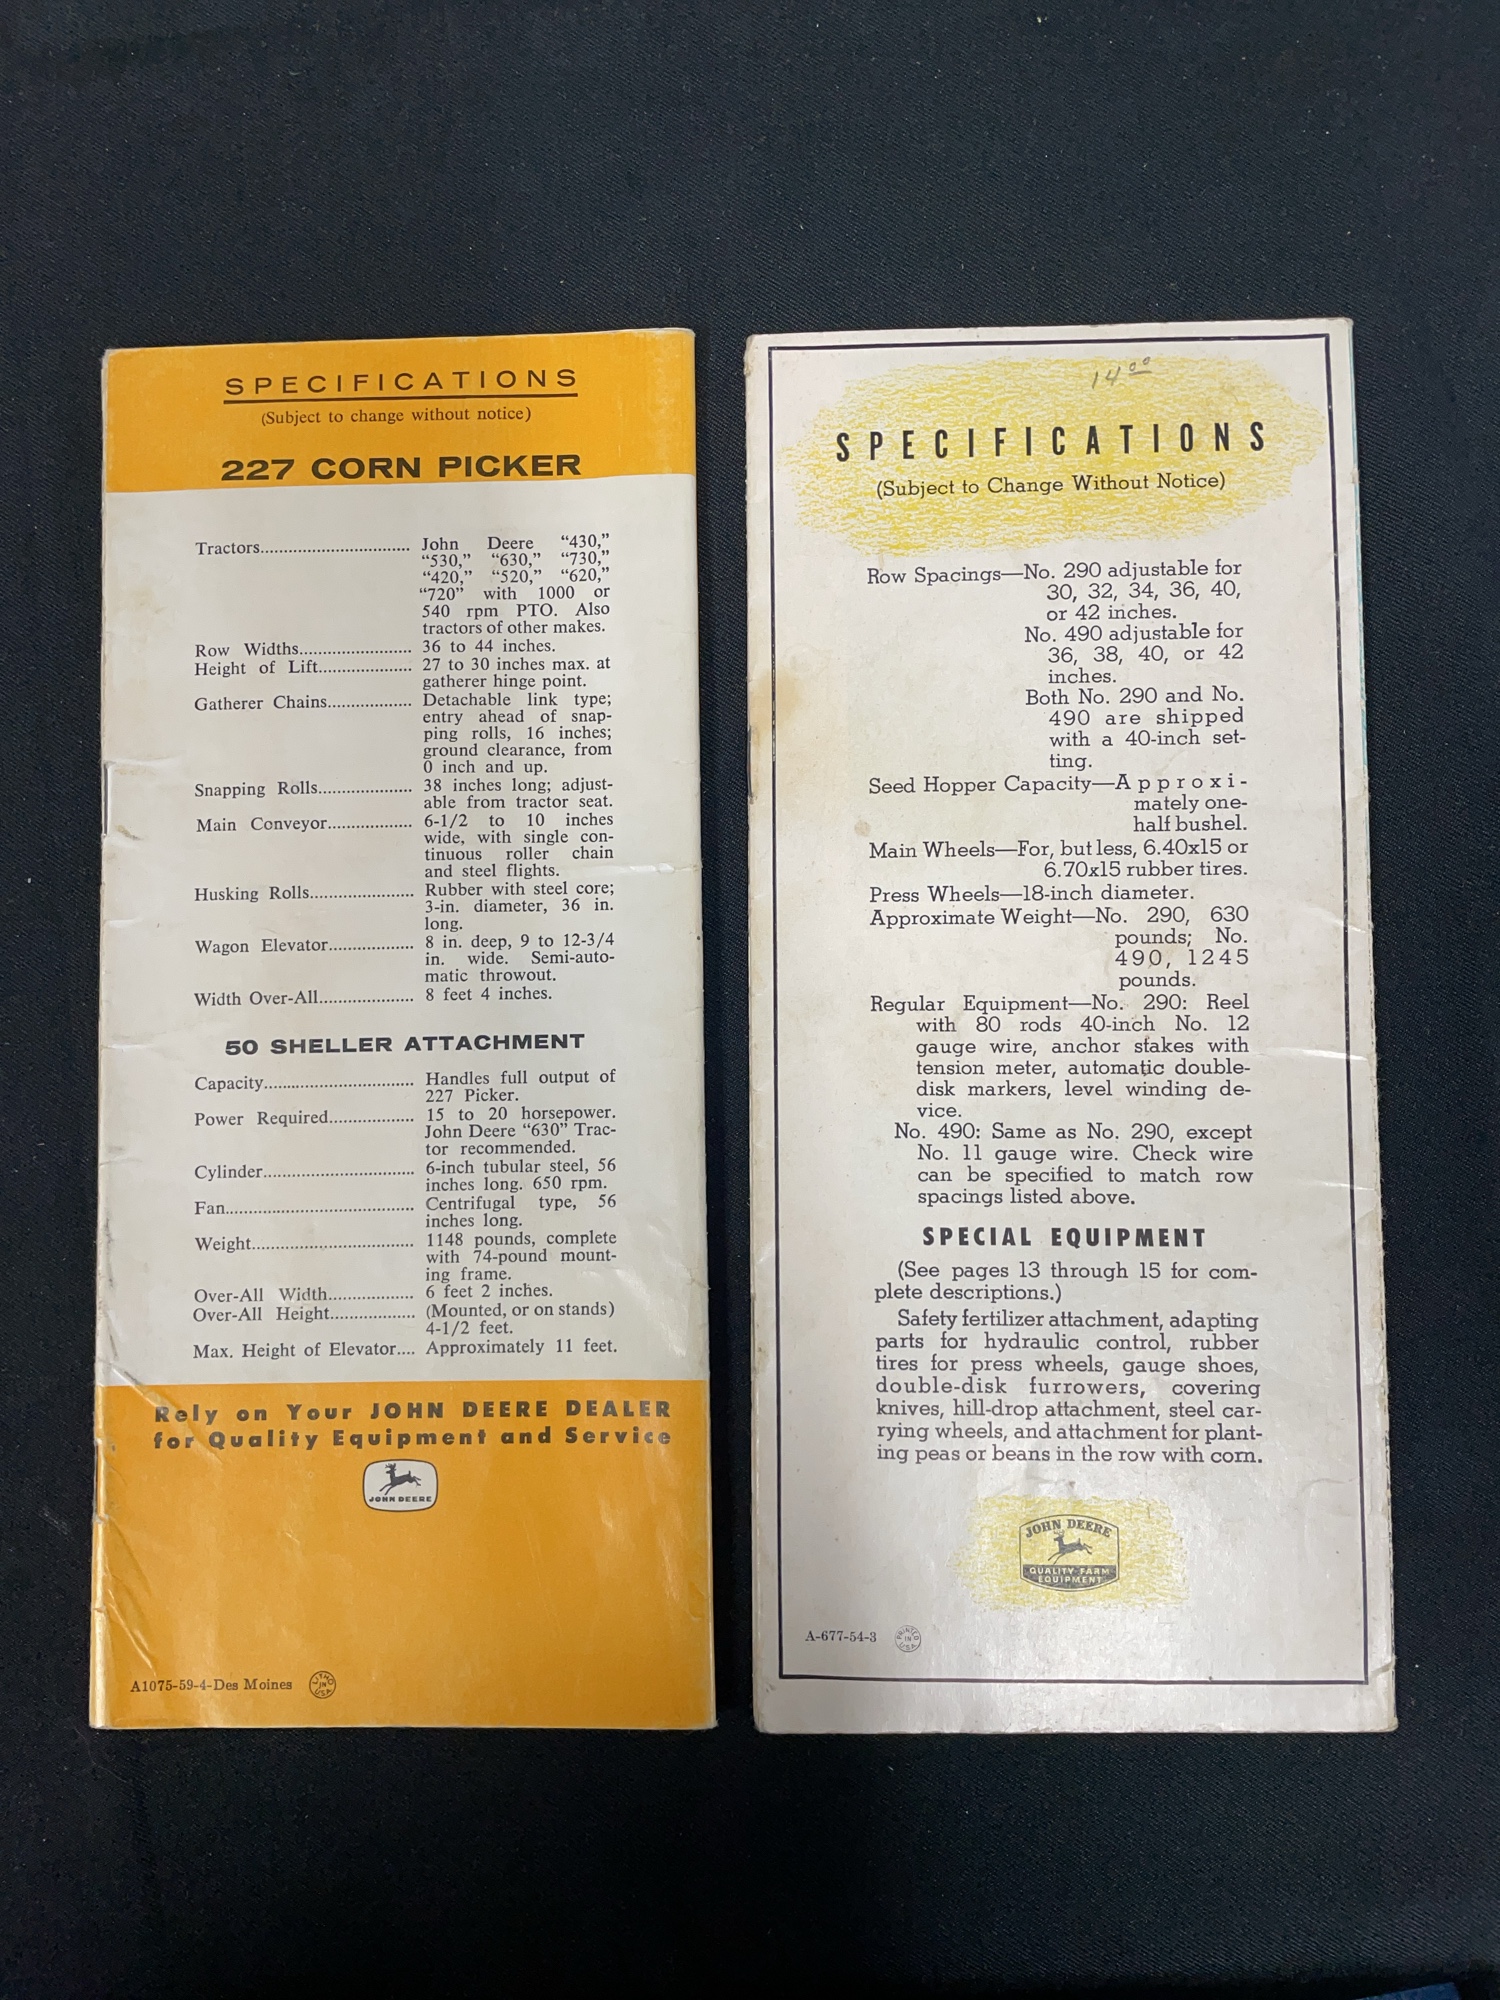 SPECIFICATIONS
(Subject to change without notice)
227 CORN PICKER
Tractors................................ John Deere “430,”
“530,” “630,” “730,”
“420,” “520,” “620,”
“720” with 1000 or
540 rpm PTO. Also
tractors of other makes.
Row Widths........................ 36 to 44 inches.
Height of Lift.................... 27 to 30 inches max. at
gatherer hinge point.
Gatherer Chains.................. Detachable link type;
entry ahead of snap-
ping rolls, 16 inches;
ground clearance, from
0 inch and up.
Snapping Rolls.................... 38 inches long; adjust-
able from tractor seat.
Main Conveyor.................. 6-1/2 to 10 inches
wide, with single con-
tinuous roller chain
and steel flights.
Husking Rolls...................... Rubber with steel core;
3-in. diameter, 36 in.
long.
Wagon Elevator.................. 8 in. deep, 9 to 12-3/4
in. wide. Semi-auto-
matic throwout.
Width Over-All.................... 8 feet 4 inches.
50 SHELLER ATTACHMENT
Capacity................................ Handles full output of
227 Picker.
Power Required.................. 15 to 20 horsepower.
John Deere “630” Trac-
tor recommended.
Cylinder................................ 6-inch tubular steel, 56
inches long. 650 rpm.
Fan........................................ Centrifugal type, 56
inches long.
Weight.................................. 1148 pounds, complete
with 74-pound mount-
ing frame.
Over-All Width.................. 6 feet 2 inches.
Over-All Height.................. (Mounted, or on stands)
4-1/2 feet.
Max. Height of Elevator.... Approximately 11 feet.
Rely on Your JOHN DEERE DEALER
for Quality Equipment and Service
JOHN DEERE
A1075-59-4-Des Moines LITHO IN USA
14 00
SPECIFICATIONS
(Subject to Change Without Notice)
Row Spacings—No. 290 adjustable for
30, 32, 34, 36, 40,
or 42 inches.
No. 490 adjustable for
36, 38, 40, or 42
inches.
Both No. 290 and No.
490 are shipped
with a 40-inch set-
ting.
Seed Hopper Capacity—Approxi-
mately one-
half bushel.
Main Wheels—For, but less, 6.40x15 or
6.70x15 rubber tires.
Press Wheels—18-inch diameter.
Approximate Weight—No. 290, 630
pounds; No.
490, 1245
pounds.
Regular Equipment—No. 290: Reel
with 80 rods 40-inch No. 12
gauge wire, anchor stakes with
tension meter, automatic double-
disk markers, level winding de-
vice.
No. 490: Same as No. 290, except
No. 11 gauge wire. Check wire
can be specified to match row
spacings listed above.
SPECIAL EQUIPMENT
(See pages 13 through 15 for com-
plete descriptions.)
Safety fertilizer attachment, adapting
parts for hydraulic control, rubber
tires for press wheels, gauge shoes,
double-disk furrowers, covering
knives, hill-drop attachment, steel car-
rying wheels, and attachment for plant-
ing peas or beans in the row with corn.
JOHN DEERE
QUALITY FARM
EQUIPMENT
A-677-54-3 PRINTED IN USA